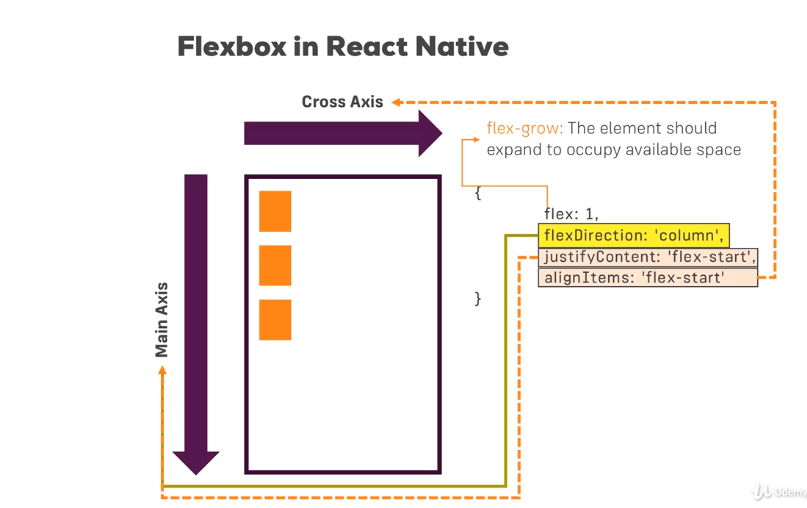 Flexbox in React Native
Cross Axis
flex-grow: The element should
expand to occupy available space
{
flex: 1,
flexDirection: 'column',
justifyContent: 'flex-start',
alignItems: 'flex-start'
}
Main Axis
Udemy